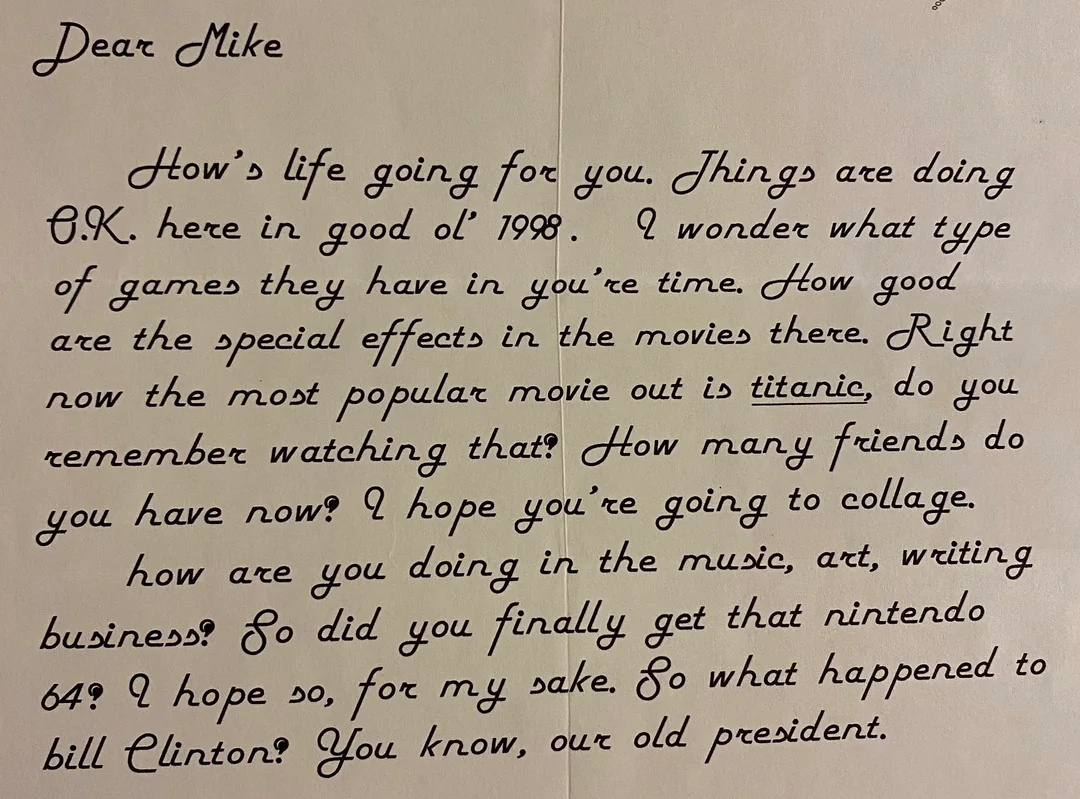 Dear Mike
How's life going for you. Things are doing
O.K. here in good ol' 1998. I wonder what type
of games they have in you're time. How good
are the special effects in the movies there. Right
now the most popular movie out is titanic, do you
remember watching that? How many friends do
you have now? I hope you're going to collage.
how are you doing in the music, art, writing
business? So did you finally get that nintendo
64? I hope so, for my sake. So what happened to
bill Clinton? You know, our old president.